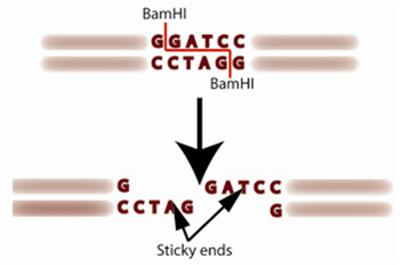 BamHI
GGATCC
CCTAGG
BamHI
G GATCC
CCTAG G
Sticky ends